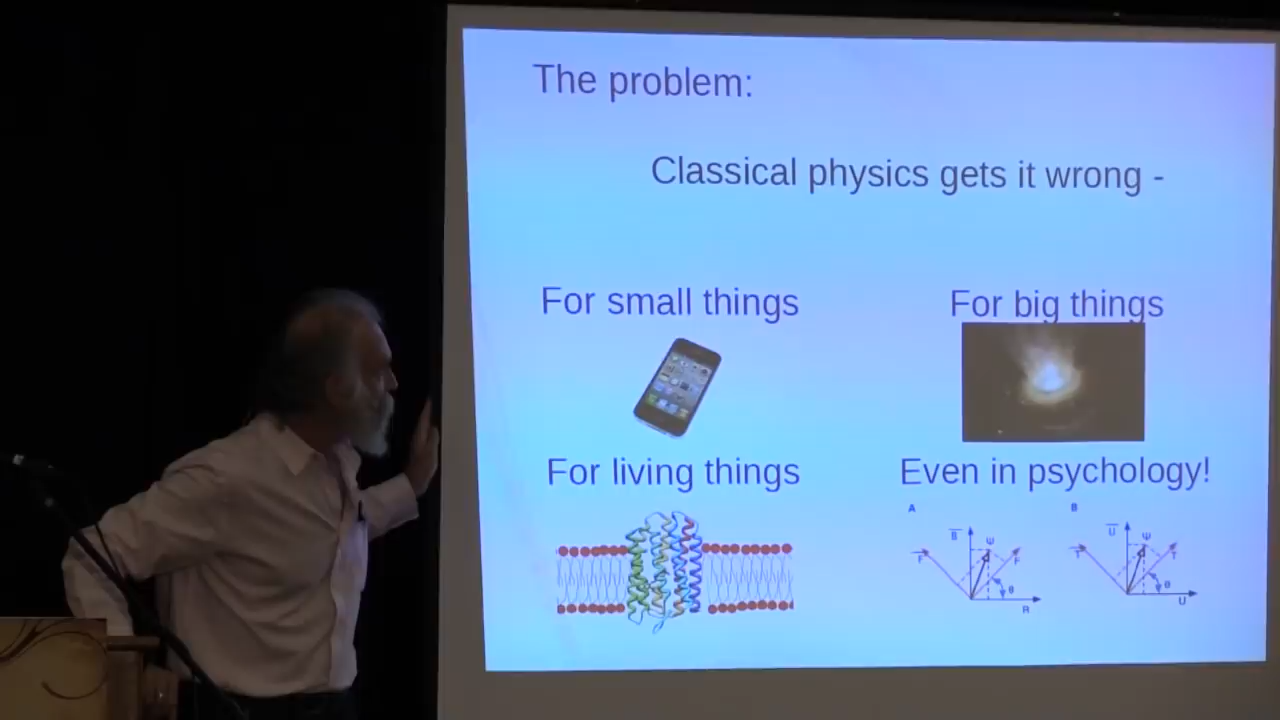 The problem:
Classical physics gets it wrong -
For small things
For big things
For living things
Even in psychology!
A
B
B
Ψ
F
F
θ
R
U
Ψ
T
T
θ
U